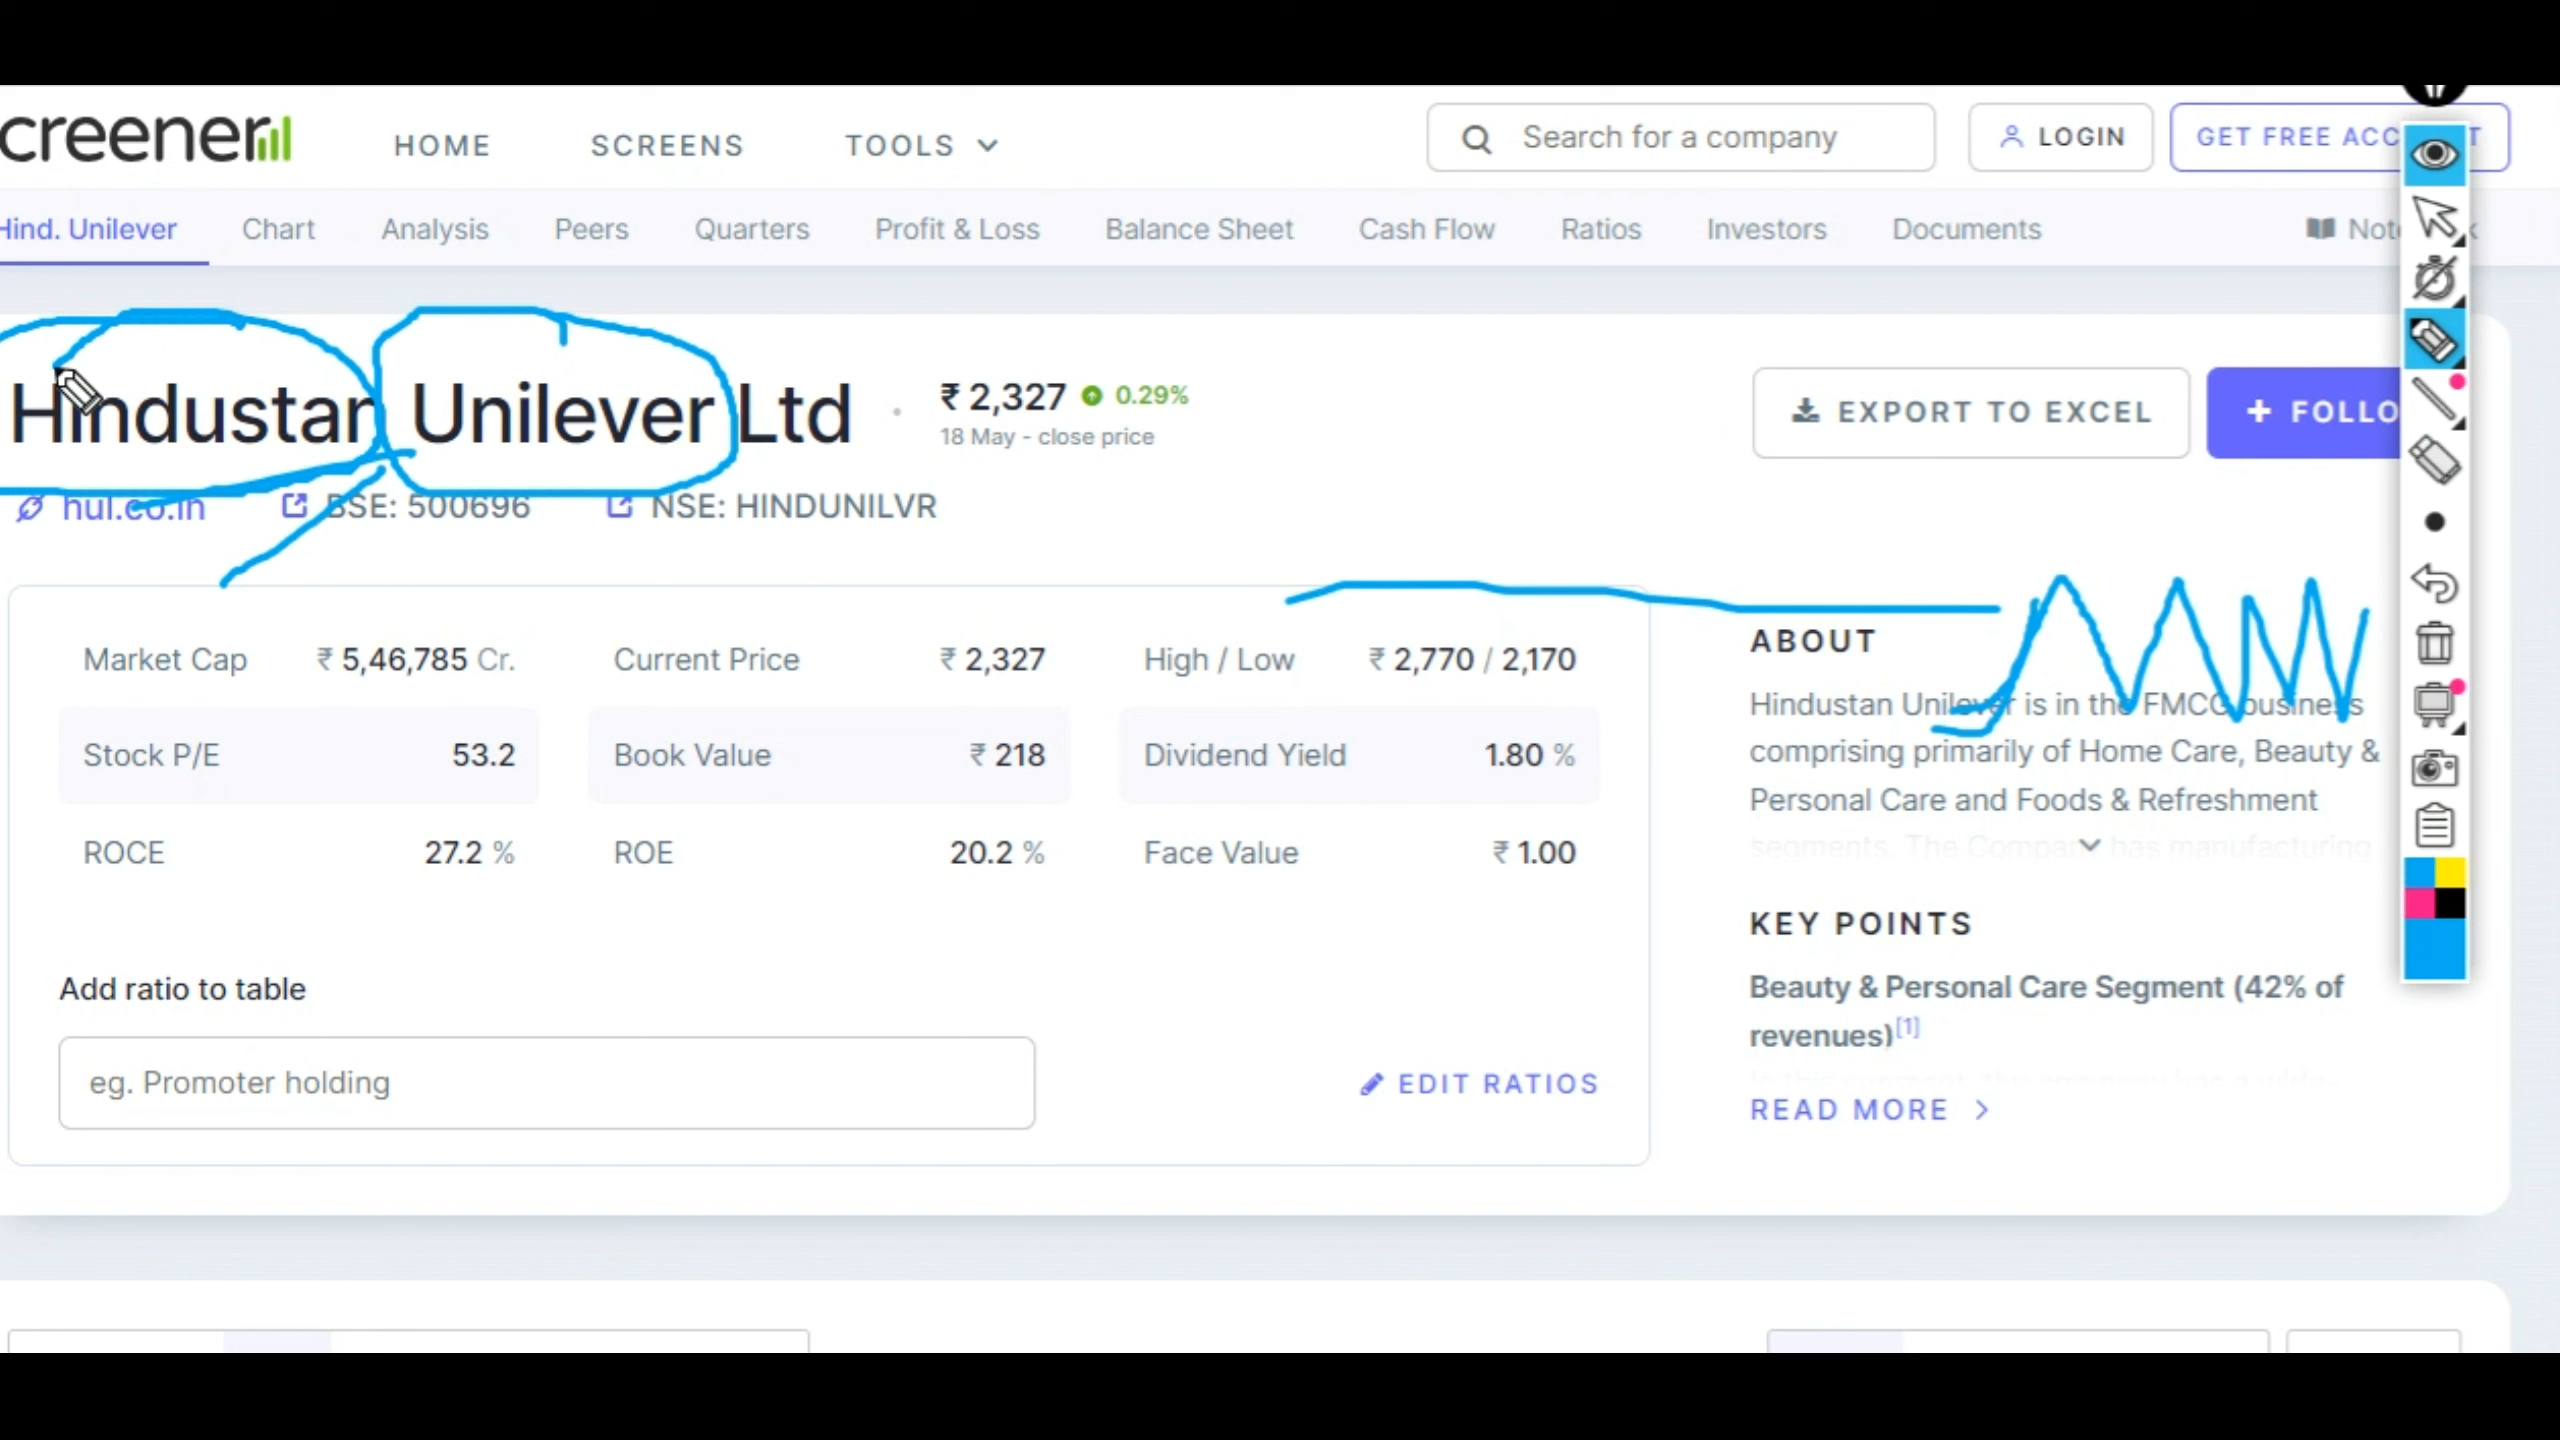 creener
HOME SCREENS TOOLS Search for a company LOGIN GET FREE ACC T
Hind. Unilever Chart Analysis Peers Quarters Profit & Loss Balance Sheet Cash Flow Ratios Investors Documents Note k
Hindustan Unilever Ltd ₹ 2,327 0.29%
18 May - close price
EXPORT TO EXCEL + FOLLO
hul.co.in BSE: 500696 NSE: HINDUNILVR
Market Cap ₹ 5,46,785 Cr. Current Price ₹ 2,327 High / Low ₹ 2,770 / 2,170
Stock P/E 53.2 Book Value ₹ 218 Dividend Yield 1.80 %
ROCE 27.2 % ROE 20.2 % Face Value ₹ 1.00
Add ratio to table
eg. Promoter holding
EDIT RATIOS
ABOUT
Hindustan Unilever is in the FMCG business
comprising primarily of Home Care, Beauty &
Personal Care and Foods & Refreshment
segments. The Company has manufacturing
KEY POINTS
Beauty & Personal Care Segment (42% of
revenues)[1]
READ MORE